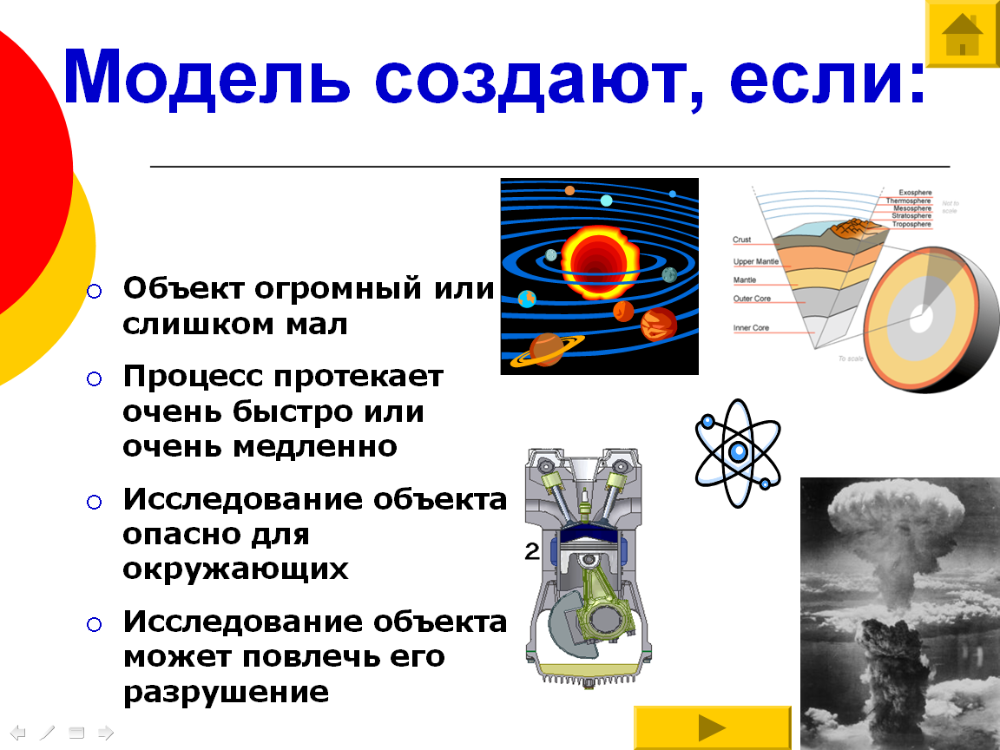 Модель создают, если:
Объект огромный или
слишком мал
Процесс протекает
очень быстро или
очень медленно
Исследование объекта
опасно для
окружающих
Исследование объекта
может повлечь его
разрушение
Exosphere
Thermosphere
Mesosphere
Stratosphere
Troposphere
Not to
scale
Crust
Upper Mantle
Mantle
Outer Core
Inner Core
To scale
2